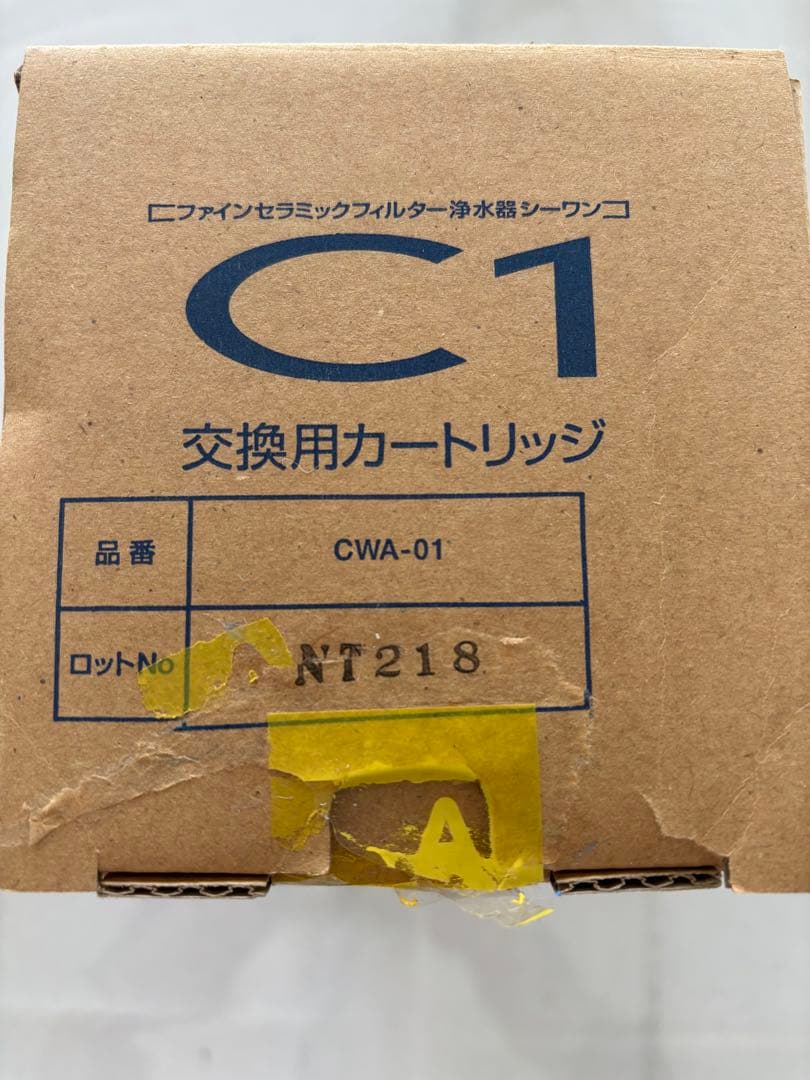 ファインセラミックフィルター浄水器シーワン
C1
交換用カートリッジ
品番 CWA-01
ロットNo NT218
A